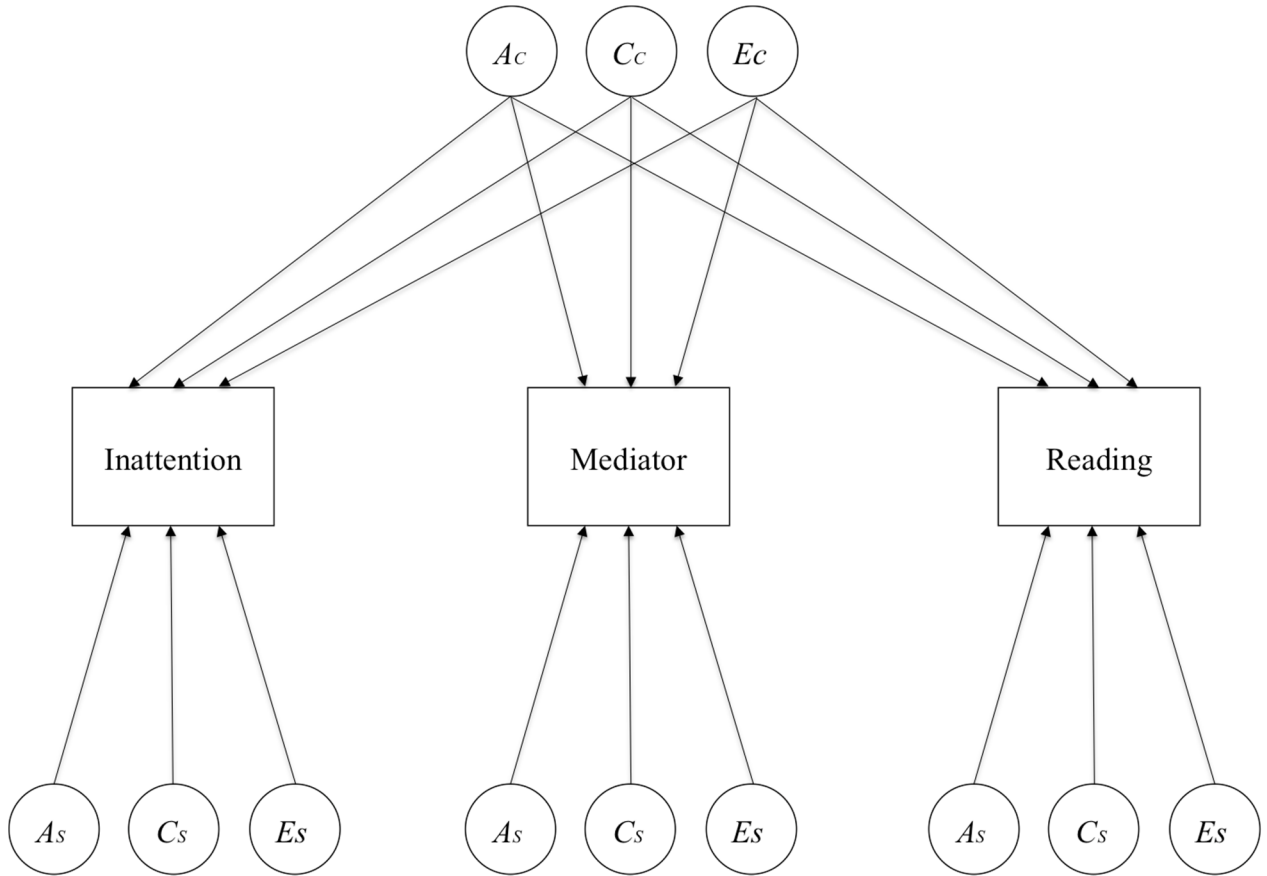 AC CC Ec
Inattention Mediator Reading
AS CS Es AS CS Es AS CS Es